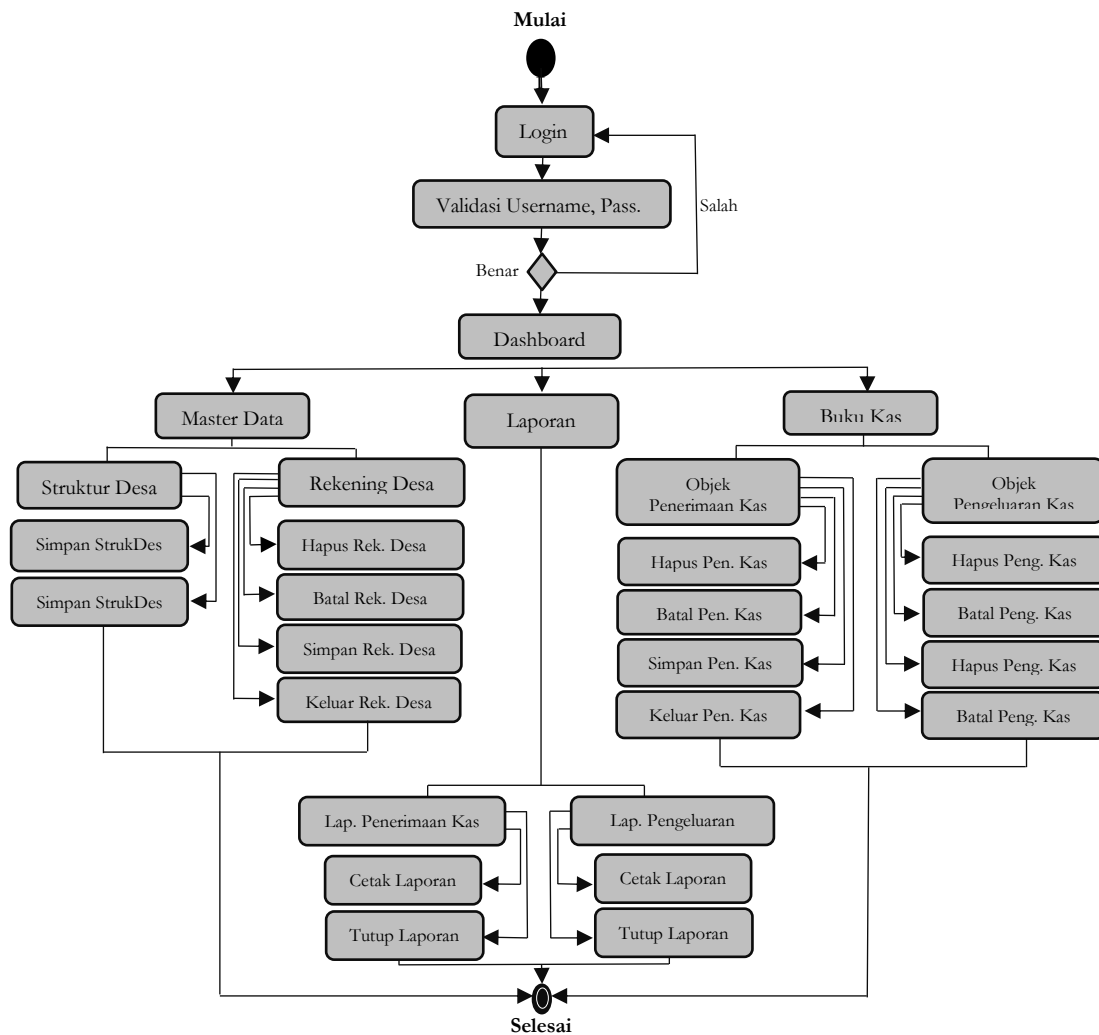 Mulai
Login
Validasi Username, Pass.
Salah
Benar
Dashboard
Master Data
Laporan
Buku Kas
Struktur Desa
Rekening Desa
Objek
Penerimaan Kas
Objek
Pengeluaran Kas
Simpan StrukDes
Simpan StrukDes
Hapus Rek. Desa
Batal Rek. Desa
Simpan Rek. Desa
Keluar Rek. Desa
Hapus Pen. Kas
Batal Pen. Kas
Simpan Pen. Kas
Keluar Pen. Kas
Hapus Peng. Kas
Batal Peng. Kas
Hapus Peng. Kas
Batal Peng. Kas
Lap. Penerimaan Kas
Lap. Pengeluaran
Cetak Laporan
Tutup Laporan
Cetak Laporan
Tutup Laporan
Selesai